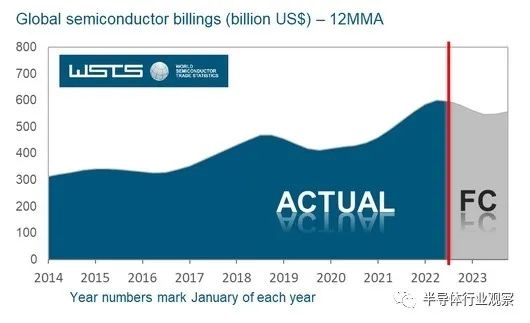 Global semiconductor billings (billion US$) – 12MMA
800
700
600
500
400
300
200
100
0
WSTS
WORLD
SEMICONDUCTOR
TRADE STATISTICS
ACTUAL
FC
2014 2015 2016 2017 2018 2019 2020 2021 2022 2023
Year numbers mark January of each year
半导体行业观察